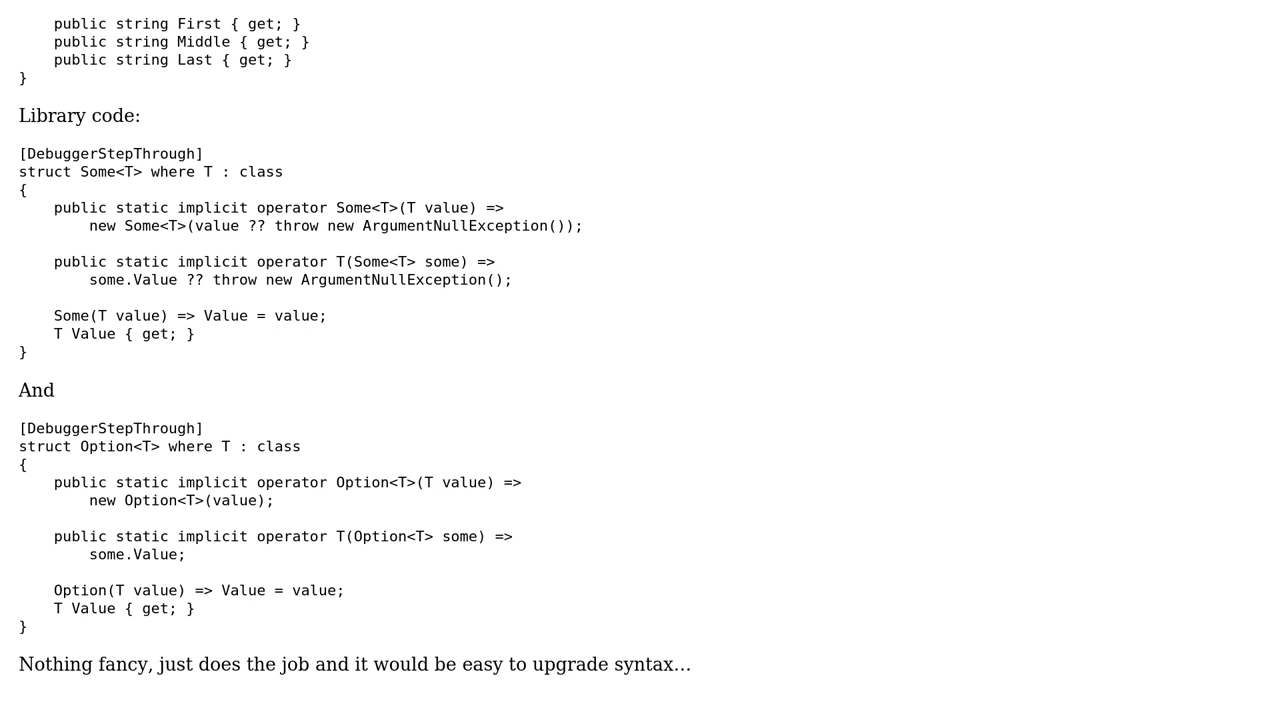 public string First { get; }
    public string Middle { get; }
    public string Last { get; }
}
Library code:
[DebuggerStepThrough]
struct Some<T> where T : class
{
    public static implicit operator Some<T>(T value) =>
        new Some<T>(value ?? throw new ArgumentNullException());
    public static implicit operator T(Some<T> some) =>
        some.Value ?? throw new ArgumentNullException();
    Some(T value) => Value = value;
    T Value { get; }
}
And
[DebuggerStepThrough]
struct Option<T> where T : class
{
    public static implicit operator Option<T>(T value) =>
        new Option<T>(value);
    public static implicit operator T(Option<T> some) =>
        some.Value;
    Option(T value) => Value = value;
    T Value { get; }
}
Nothing fancy, just does the job and it would be easy to upgrade syntax…